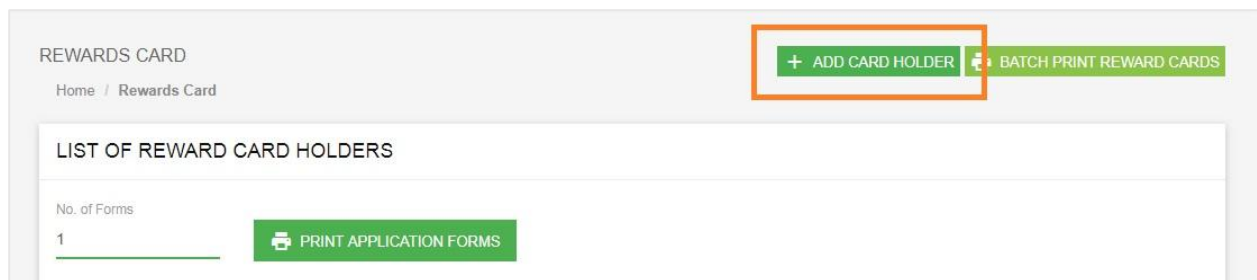 REWARDS CARD
+ ADD CARD HOLDER
BATCH PRINT REWARD CARDS
Home / Rewards Card
LIST OF REWARD CARD HOLDERS
No. of Forms
1
PRINT APPLICATION FORMS